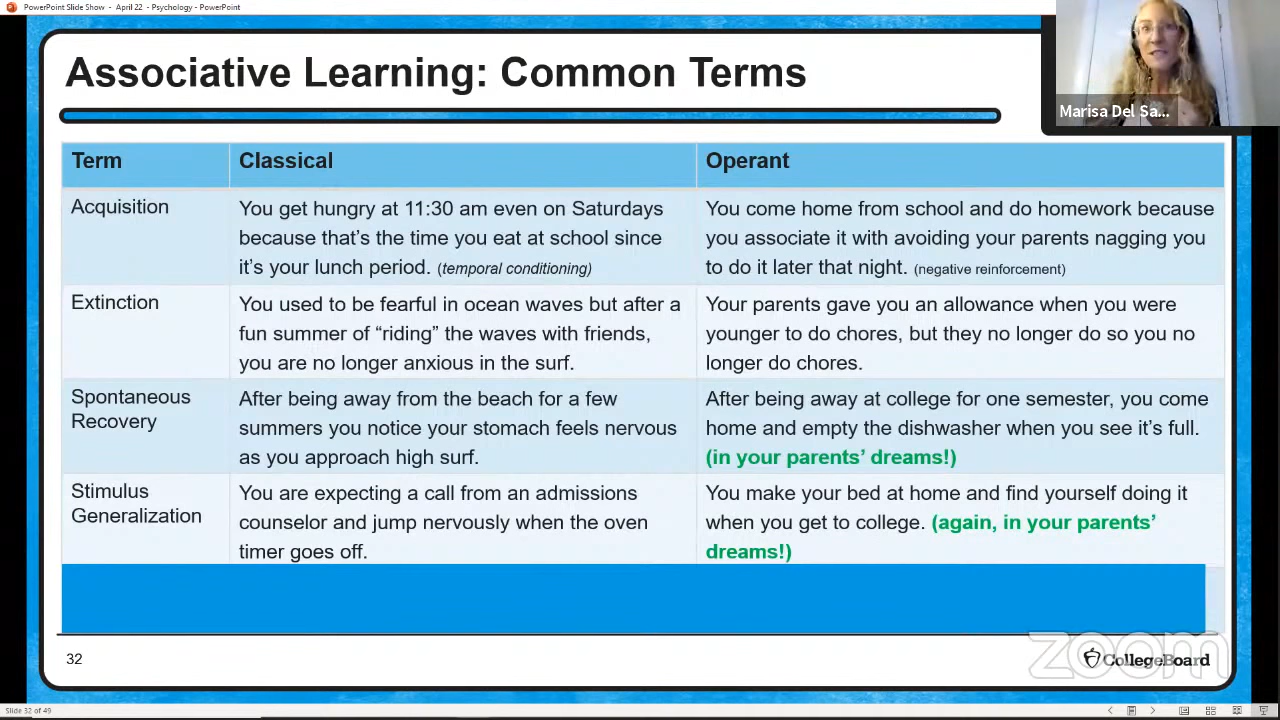 PowerPoint Slide Show - April 22 - Psychology - PowerPoint
Associative Learning: Common Terms
Marisa Del Sa...
Term
Classical
Operant
Acquisition
You get hungry at 11:30 am even on Saturdays
because that's the time you eat at school since
it's your lunch period. (temporal conditioning)
You come home from school and do homework because
you associate it with avoiding your parents nagging you
to do it later that night. (negative reinforcement)
Extinction
You used to be fearful in ocean waves but after a
fun summer of "riding" the waves with friends,
you are no longer anxious in the surf.
Your parents gave you an allowance when you were
younger to do chores, but they no longer do so you no
longer do chores.
Spontaneous
Recovery
After being away from the beach for a few
summers you notice your stomach feels nervous
as you approach high surf.
After being away at college for one semester, you come
home and empty the dishwasher when you see it's full.
(in your parents' dreams!)
Stimulus
Generalization
You are expecting a call from an admissions
counselor and jump nervously when the oven
timer goes off.
You make your bed at home and find yourself doing it
when you get to college. (again, in your parents'
dreams!)
32
zoom
CollegeBoard
Slide 32 of 49